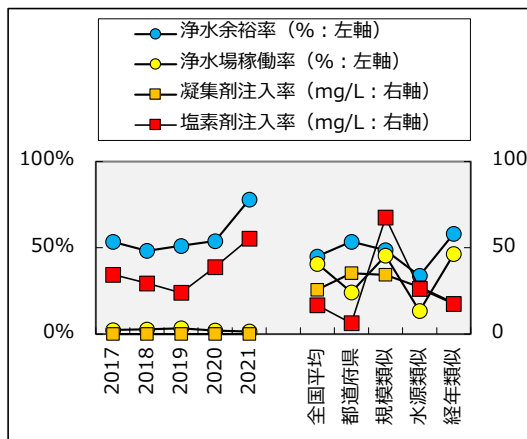 浄水余裕率（%：左軸）
浄水場稼働率（%：左軸）
凝集剤注入率（mg/L：右軸）
塩素剤注入率（mg/L：右軸）
100%
100
50%
50
0%
0
2017
2018
2019
2020
2021
全国平均
都道府県
規模類似
水源類似
経年類似